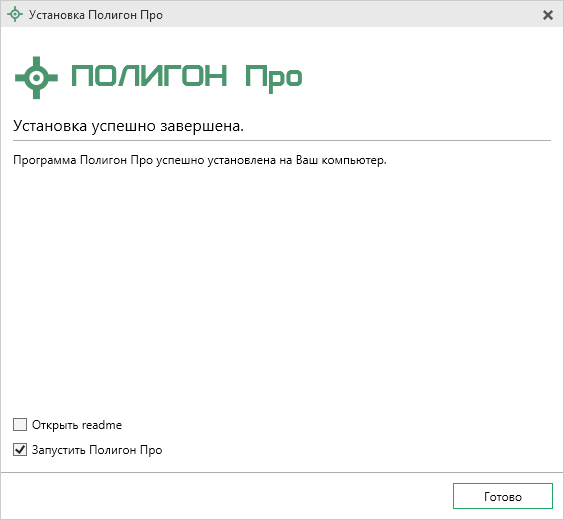 Установка Полигон Про
ПОЛИГОН Про
Установка успешно завершена.
Программа Полигон Про успешно установлена на Ваш компьютер.
Открыть readme
Запустить Полигон Про
Готово